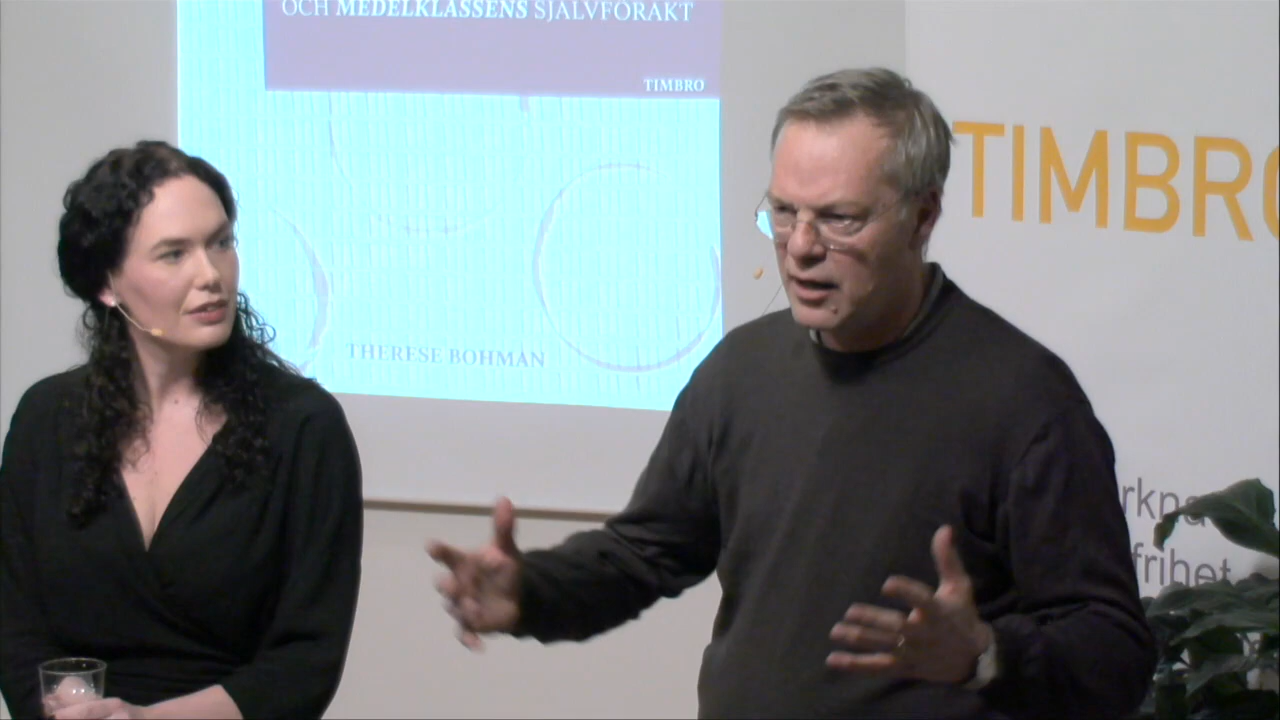 OCH MEDELKLASSENS SJÄLVFÖRAKT
TIMBRO
THERESE BOHMAN
TIMBRO
rkna
frihet